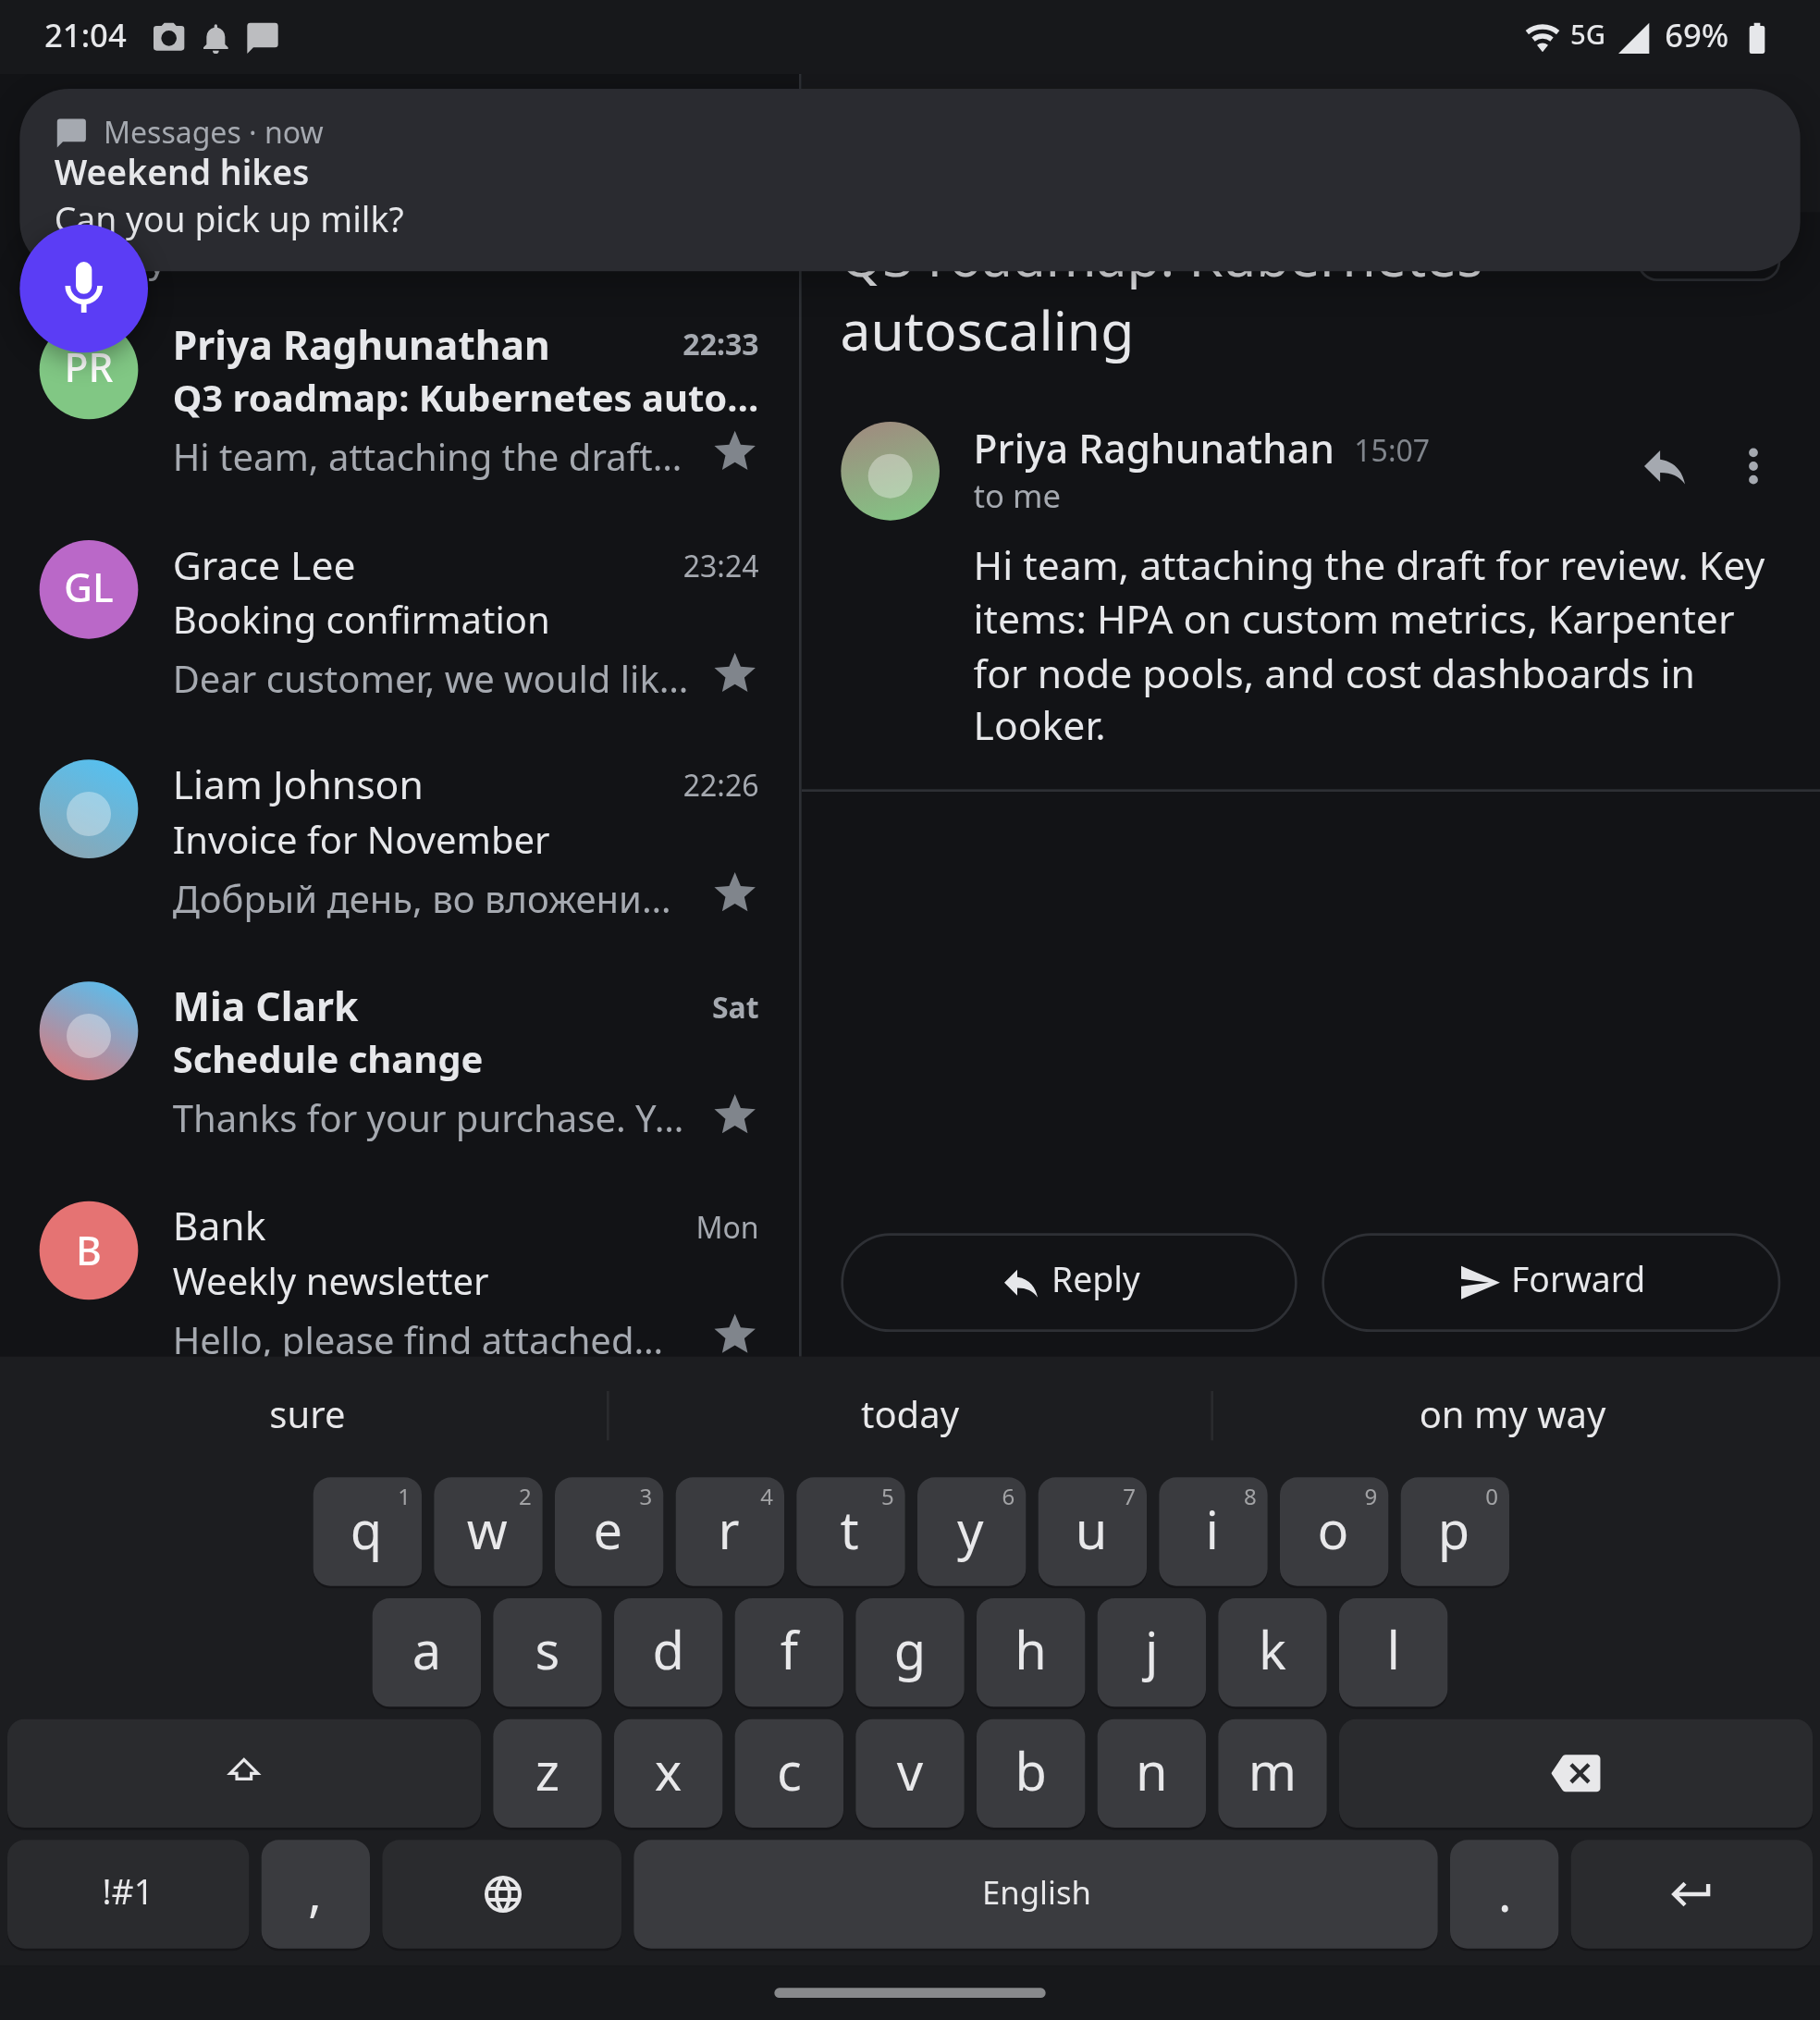 21:04
5G
69%
Messages · now
Weekend hikes
Can you pick up milk?
Q3 roadmap: Kubernetes
autoscaling
PR
Priya Raghunathan
22:33
Q3 roadmap: Kubernetes auto...
Hi team, attaching the draft...
GL
Grace Lee
23:24
Booking confirmation
Dear customer, we would lik...
Liam Johnson
22:26
Invoice for November
Добрый день, во вложени...
Mia Clark
Sat
Schedule change
Thanks for your purchase. Y...
B
Bank
Mon
Weekly newsletter
Hello, please find attached...
Priya Raghunathan 15:07
to me
Hi team, attaching the draft for review. Key
items: HPA on custom metrics, Karpenter
for node pools, and cost dashboards in
Looker.
Reply
Forward
sure
today
on my way
q 1 w 2 e 3 r 4 t 5 y 6 u 7 i 8 o 9 p 0
a s d f g h j k l
z x c v b n m
!#1 , English .